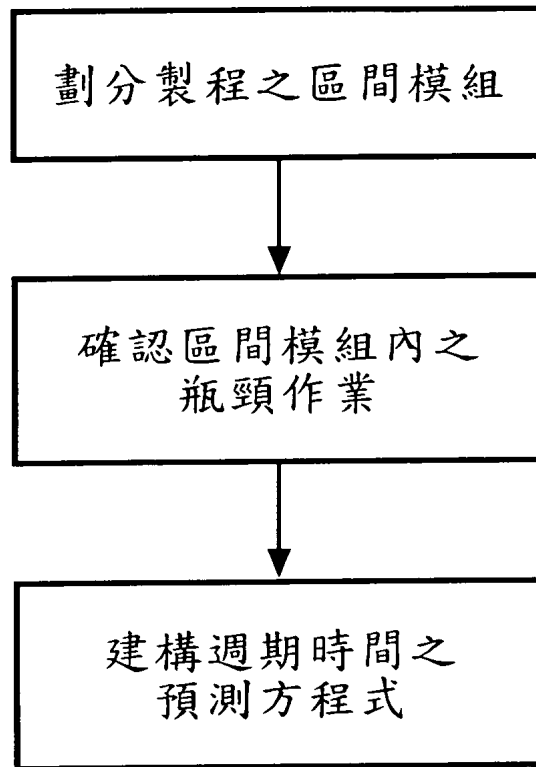 劃分製程之區間模組
確認區間模組內之
瓶頸作業
建構週期時間之
預測方程式